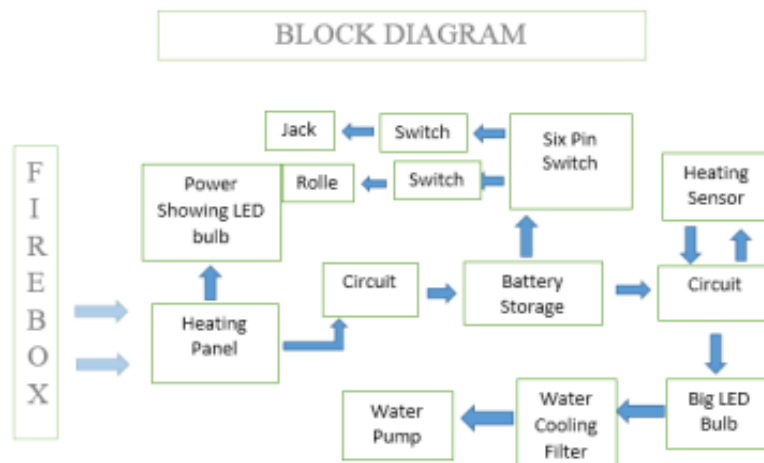 BLOCK DIAGRAM
FIREBOX
Jack
Switch
Six Pin
Switch
Power
Showing LED
bulb
Rolle
Switch
Heating
Sensor
Circuit
Battery
Storage
Circuit
Heating
Panel
Water
Pump
Water
Cooling
Filter
Big LED
Bulb